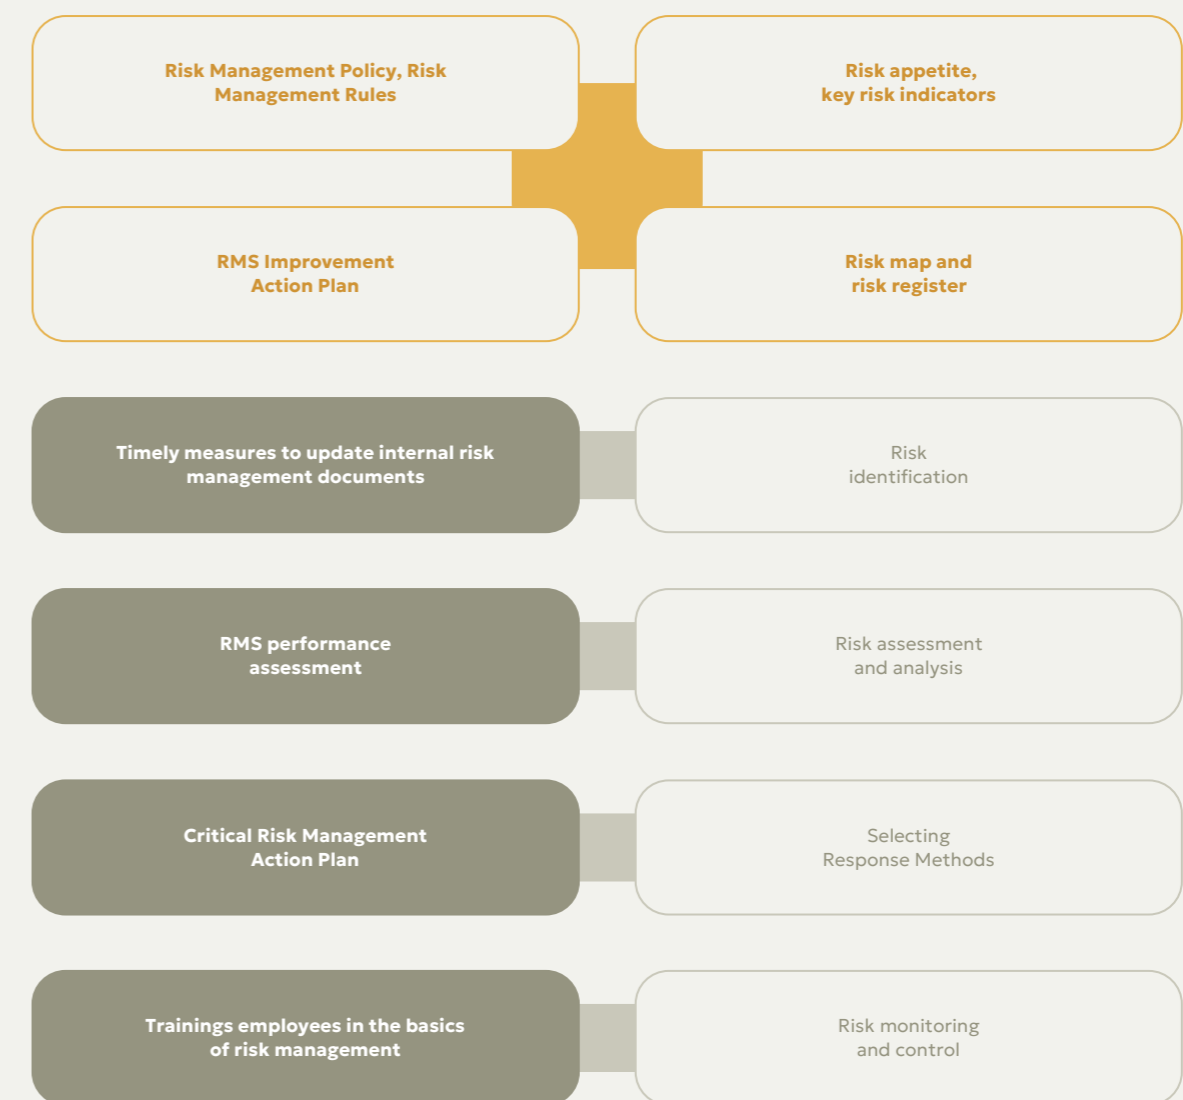 Risk Management Policy, Risk
Management Rules
Risk appetite,
key risk indicators
RMS Improvement
Action Plan
Risk map and
risk register
Timely measures to update internal risk
management documents
Risk
identification
RMS performance
assessment
Risk assessment
and analysis
Critical Risk Management
Action Plan
Selecting
Response Methods
Trainings employees in the basics
of risk management
Risk monitoring
and control